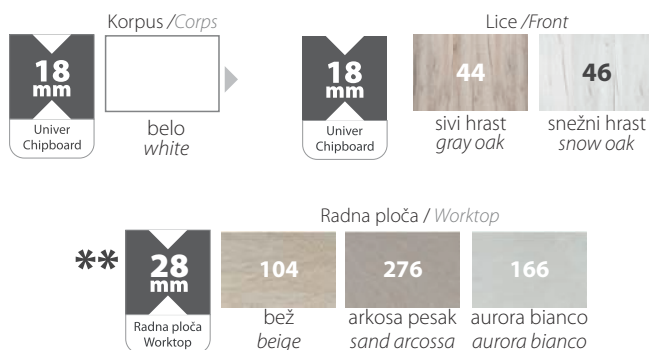 Korpus /Corps
18
mm
Univer
Chipboard
belo
white
Lice /Front
18
mm
Univer
Chipboard
44
sivi hrast
gray oak
46
snežni hrast
snow oak
Radna ploča / Worktop
**
28
mm
Radna ploča
Worktop
104
bež
beige
276
arkosa pesak
sand arcossa
166
aurora bianco
aurora bianco